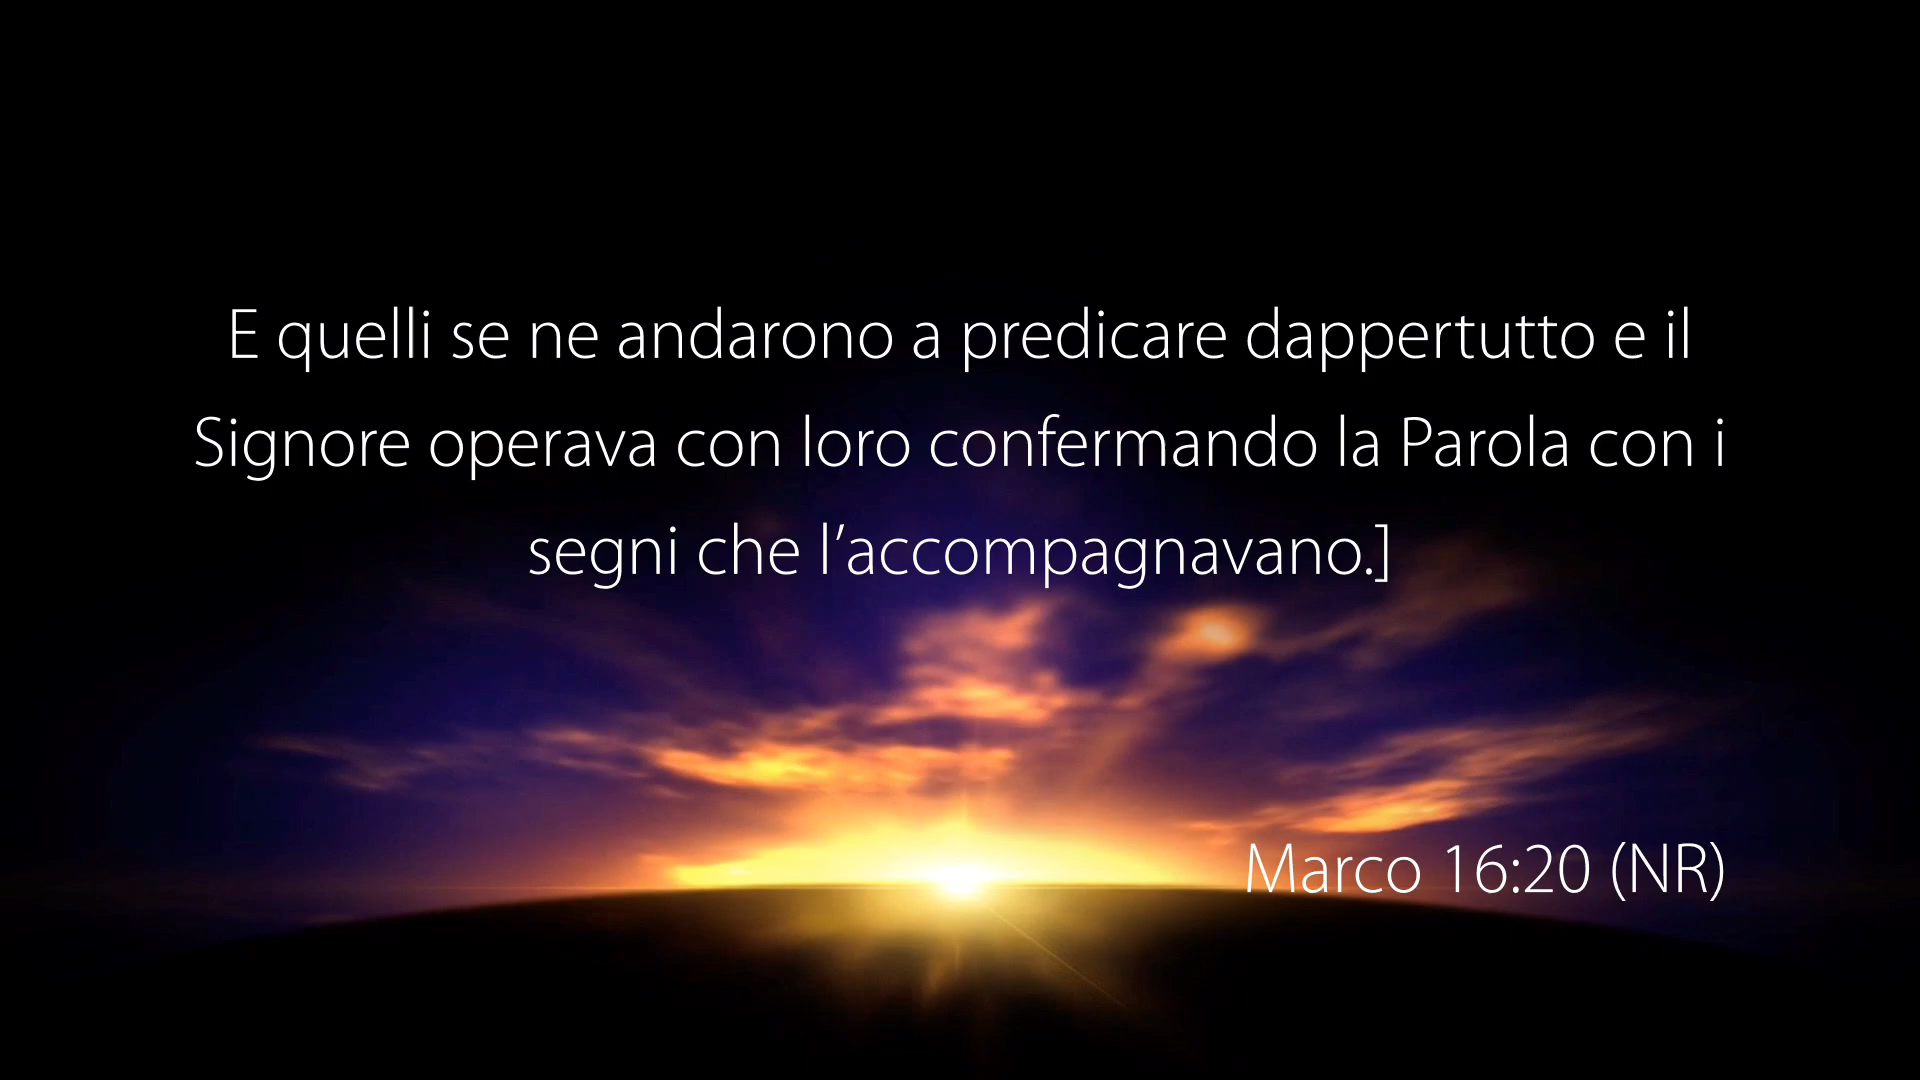 E quelli se ne andarono a predicare dappertutto e il
Signore operava con loro confermando la Parola con i
segni che l’accompagnavano.]
Marco 16:20 (NR)